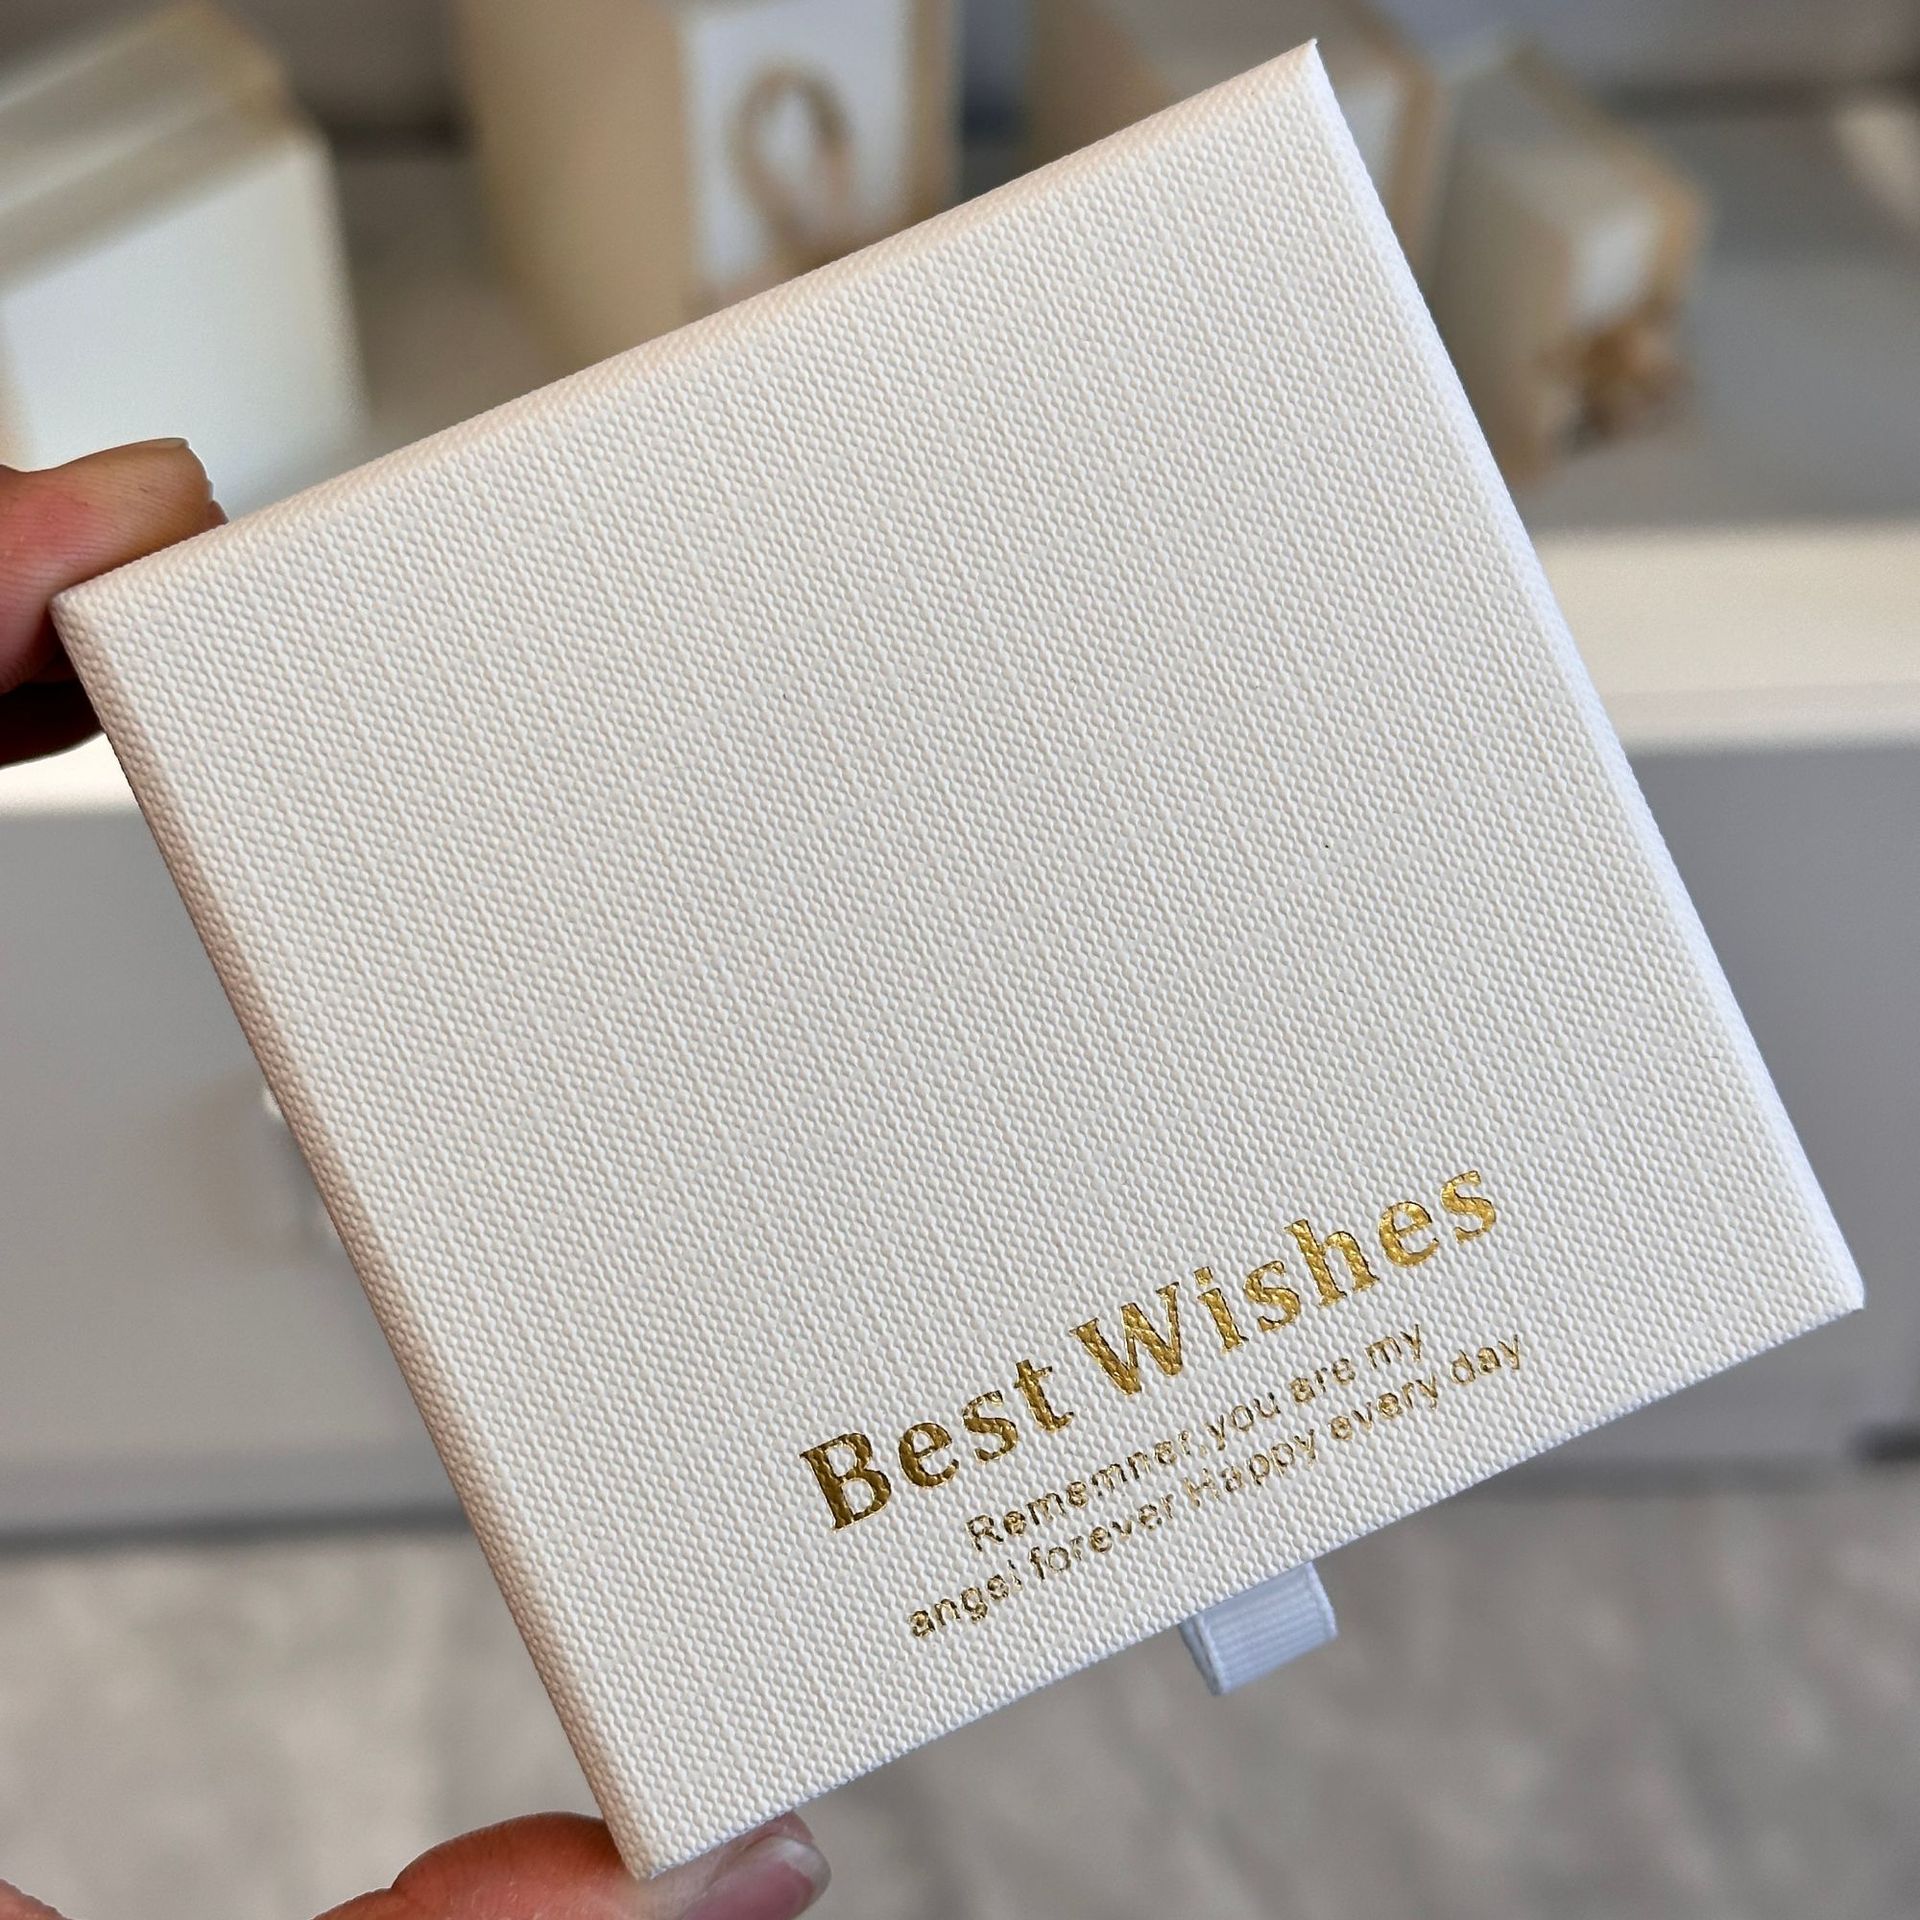 Best Wishes
Rememner,you are my
angel forever Happy every day